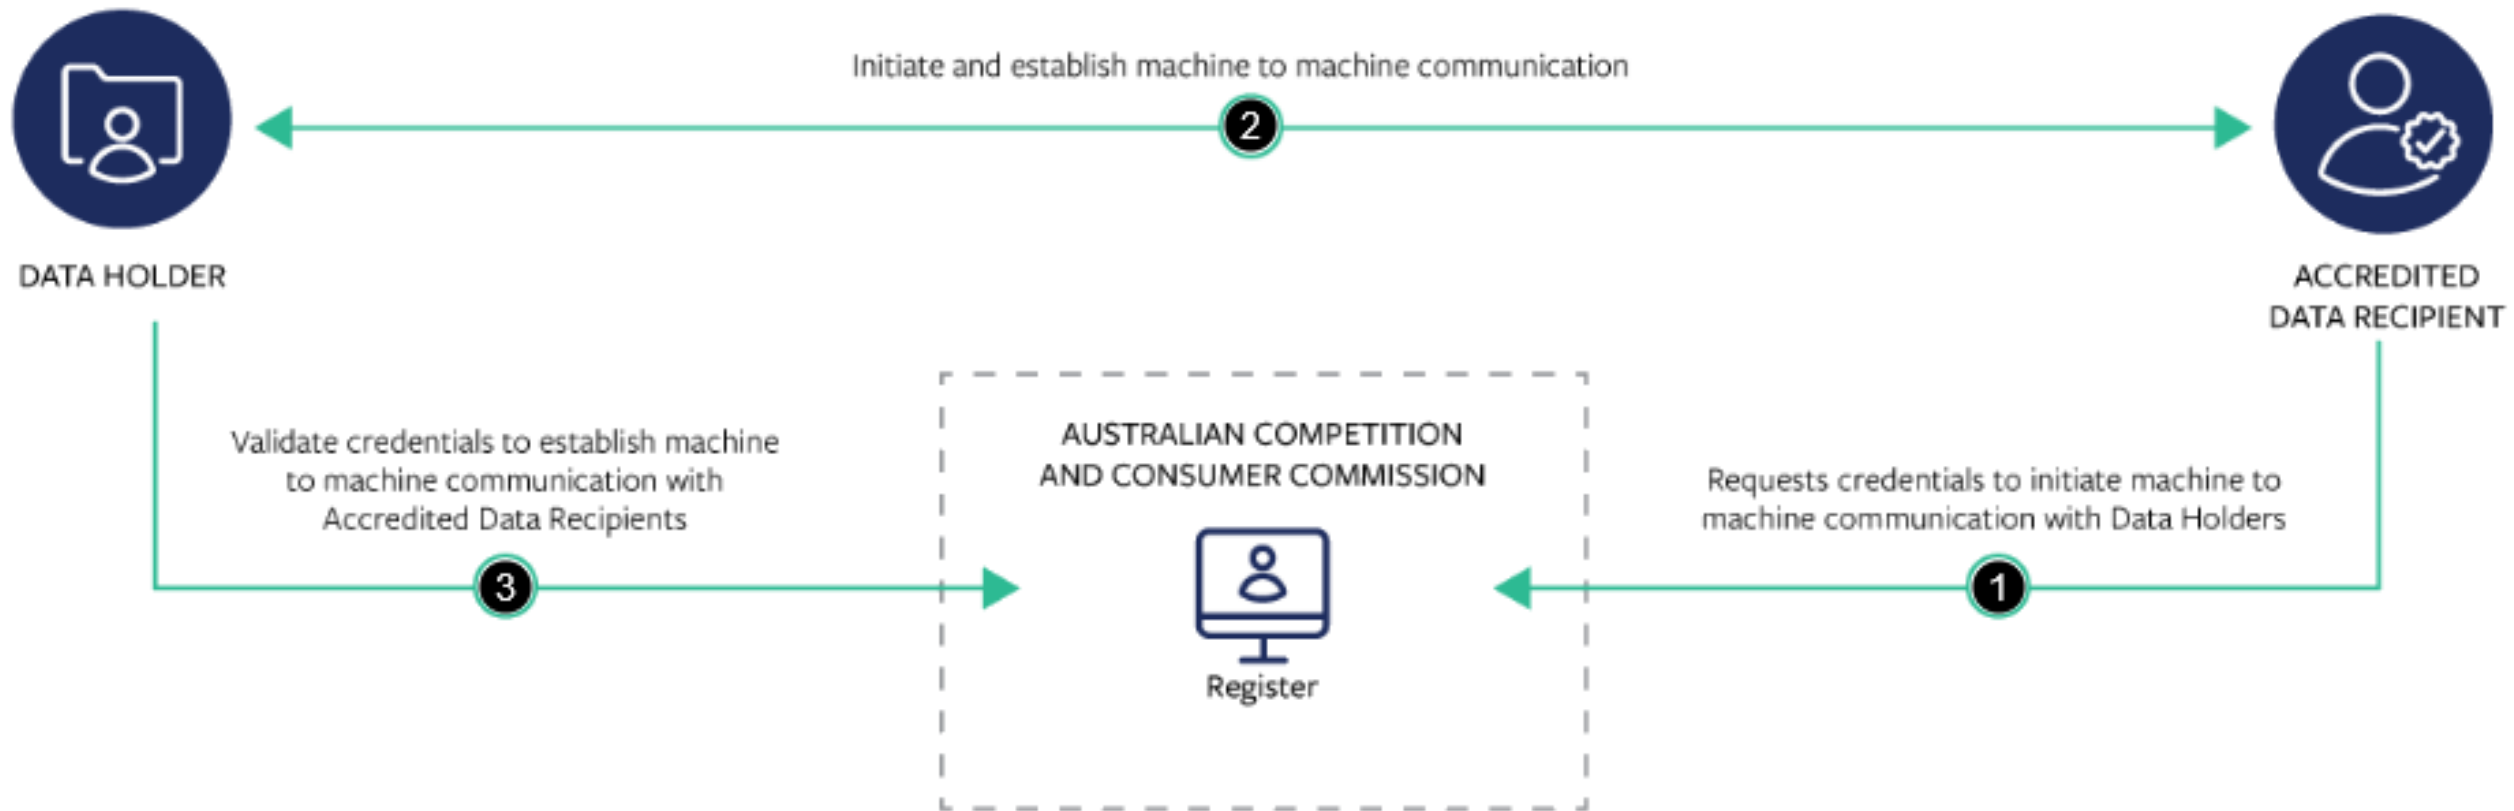 Initiate and establish machine to machine communication
2
DATA HOLDER
ACCREDITED
DATA RECIPIENT
Validate credentials to establish machine
to machine communication with
Accredited Data Recipients
3
AUSTRALIAN COMPETITION
AND CONSUMER COMMISSION
Register
Requests credentials to initiate machine to
machine communication with Data Holders
1